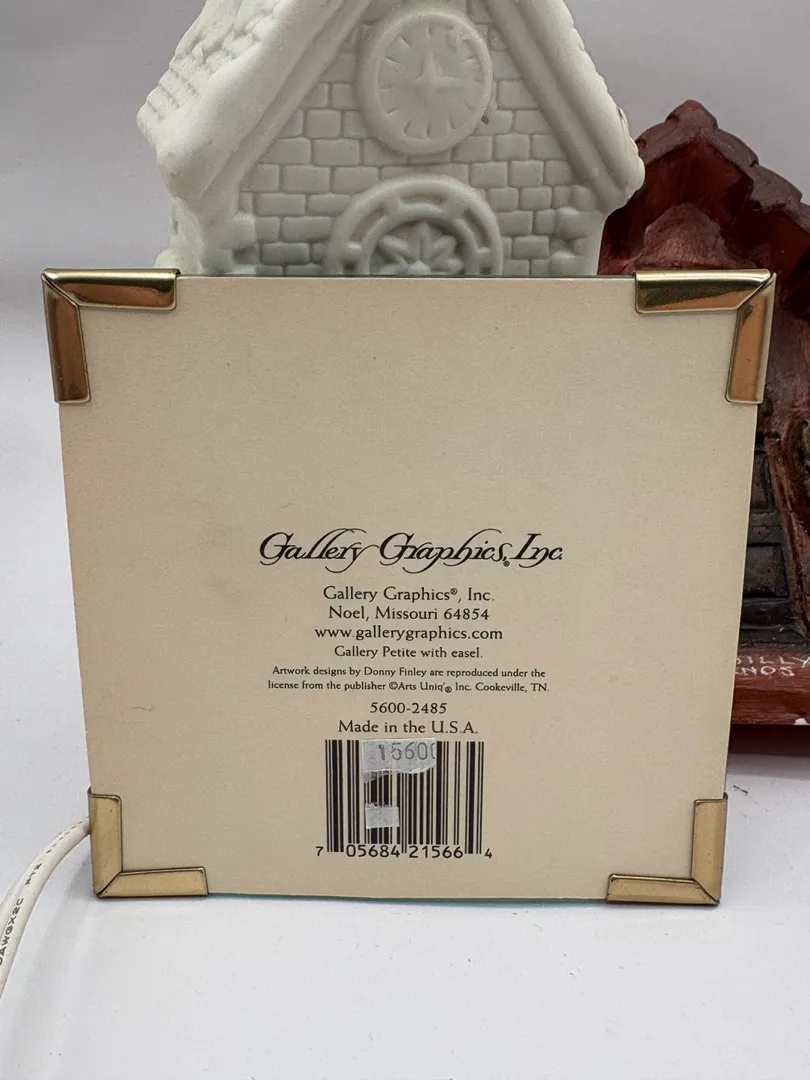 Gallery Graphics, Inc.
Gallery Graphics®, Inc.
Noel, Missouri 64854
www.gallerygraphics.com
Gallery Petite with easel.
Artwork designs by Donny Finley are reproduced under the
license from the publisher ©Arts Uniq'® Inc. Cookeville, TN.
5600-2485
Made in the U.S.A.
1560
7 05684 21566 4